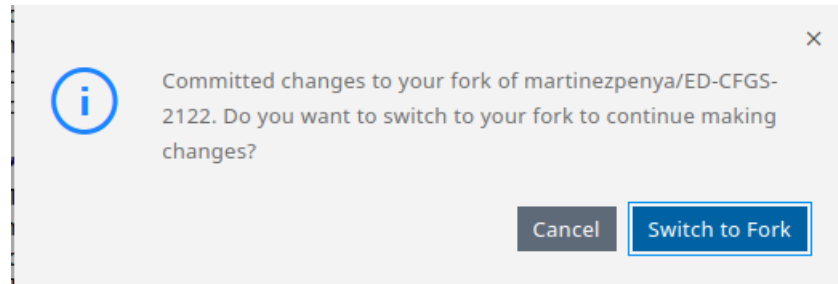 Committed changes to your fork of martinezpenya/ED-CFGS-
2122. Do you want to switch to your fork to continue making
changes?
Cancel
Switch to Fork